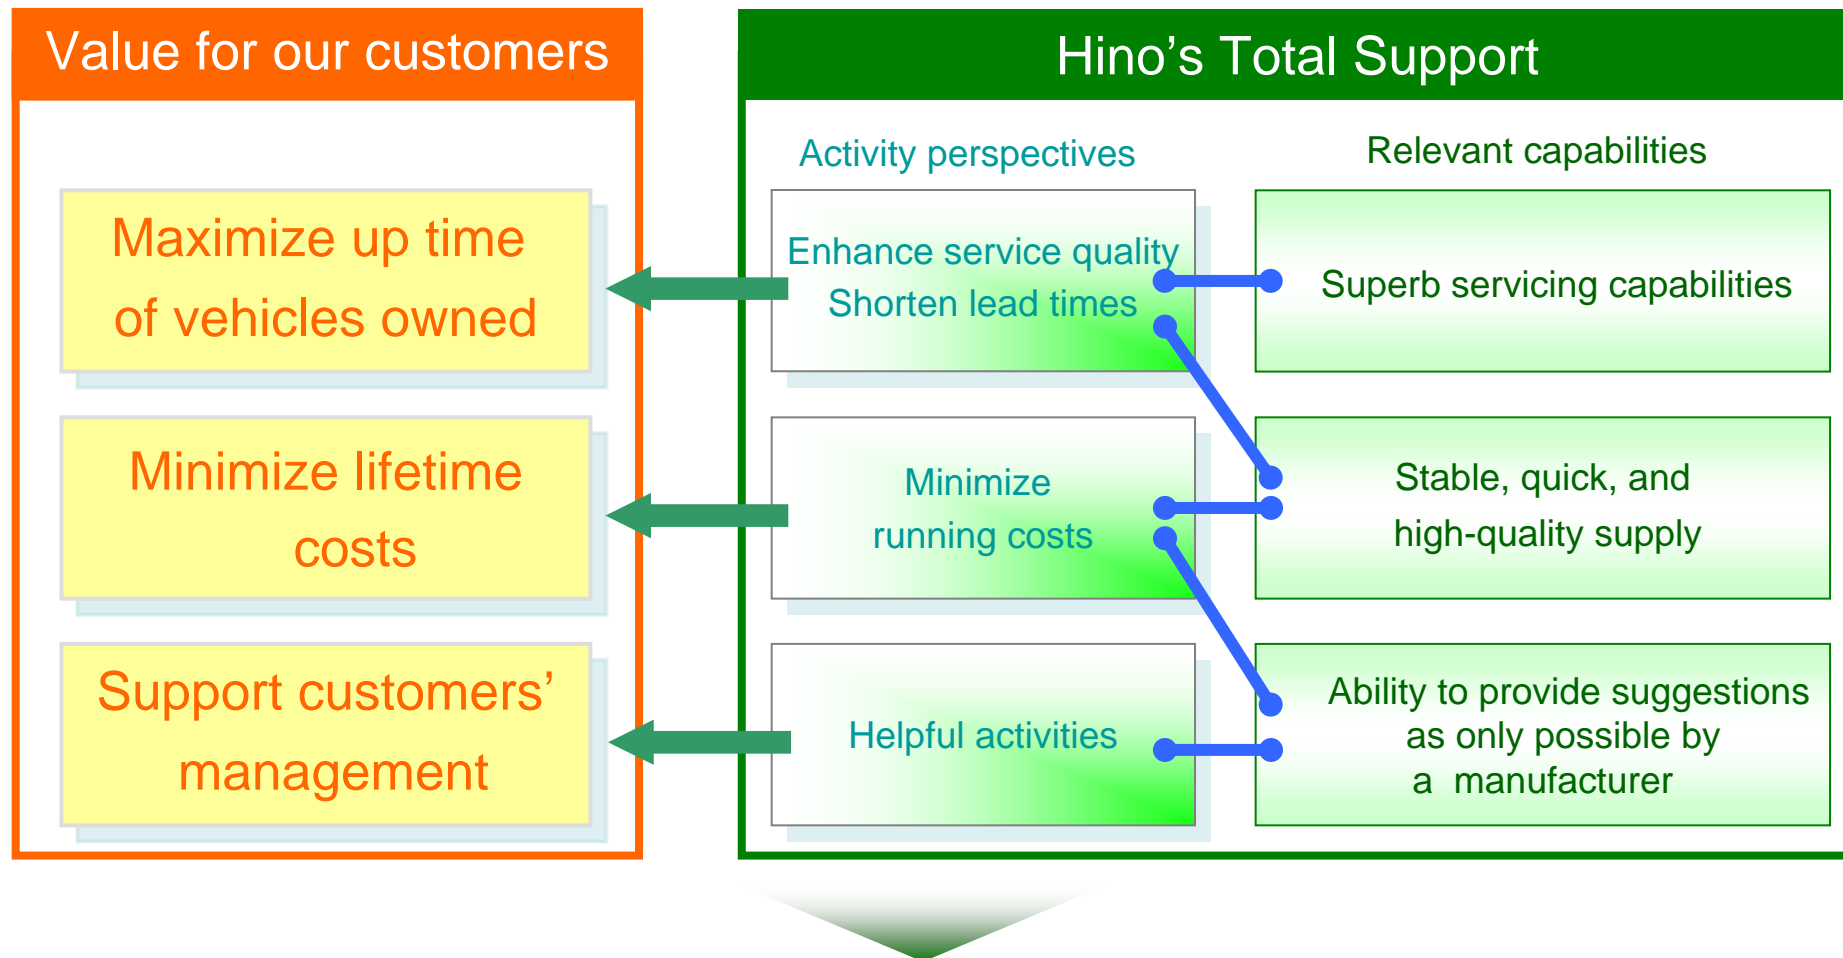 Value for our customers
Maximize up time
of vehicles owned
Minimize lifetime
costs
Support customers’
management
Hino’s Total Support
Activity perspectives
Enhance service quality
Shorten lead times
Minimize
running costs
Helpful activities
Relevant capabilities
Superb servicing capabilities
Stable, quick, and
high-quality supply
Ability to provide suggestions
as only possible by
a  manufacturer